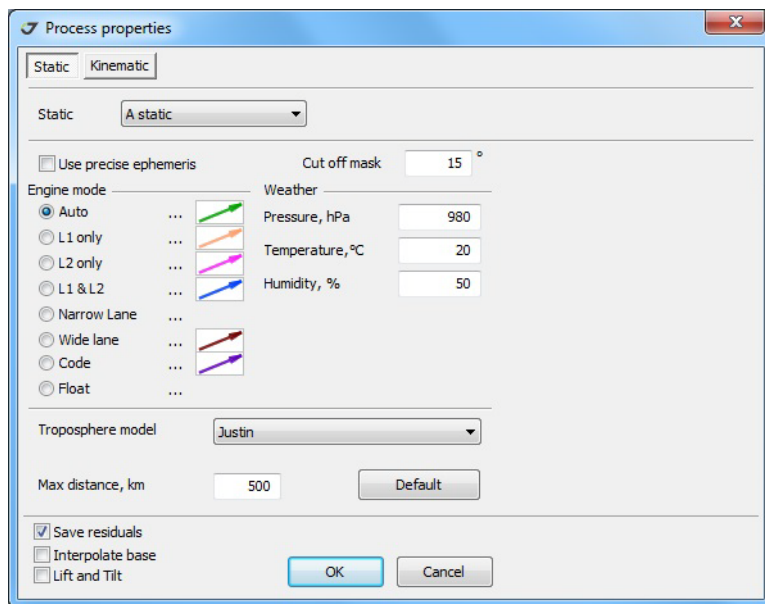 Process properties
Static Kinematic
Static A static
Use precise ephemeris Cut off mask 15 °
Engine mode Weather
Auto ... Pressure, hPa 980
L1 only ...
Temperature,°C 20
L2 only ...
L1 & L2 ... Humidity, % 50
Narrow Lane ...
Wide lane ...
Code ...
Float ...
Troposphere model Justin
Max distance, km 500 Default
Save residuals
Interpolate base
Lift and Tilt
OK Cancel